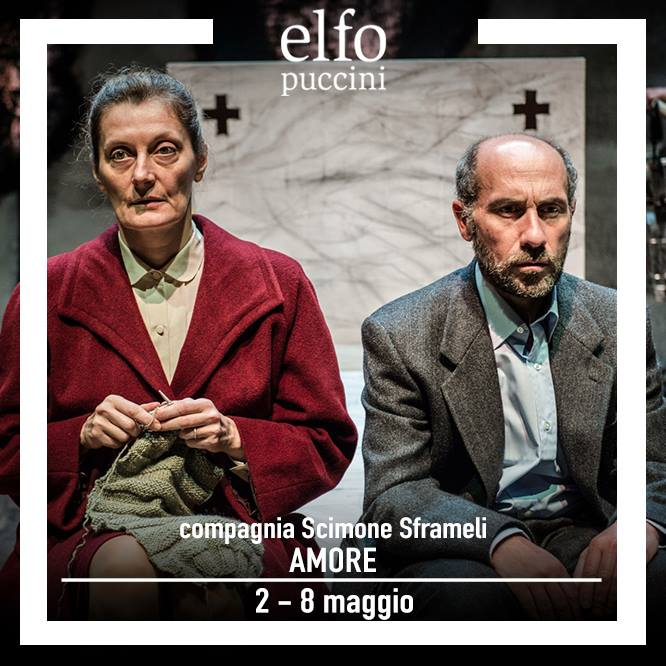 elfo
puccini
compagnia Scimone Sframeli
AMORE
2 – 8 maggio